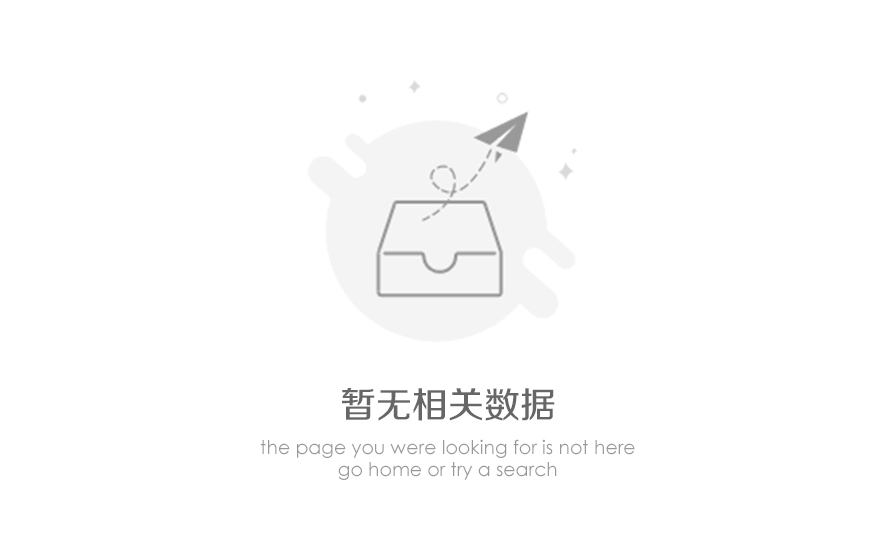 暂无相关数据
the page you were looking for is not here
go home or try a search